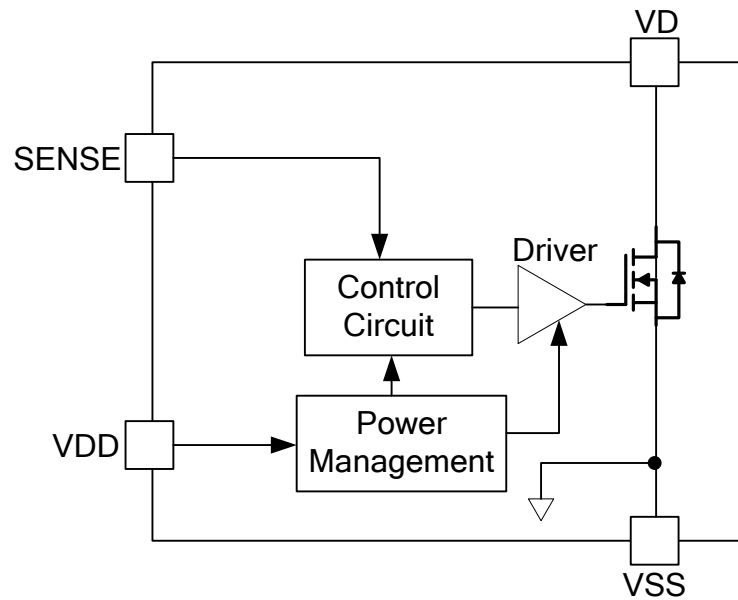 VD
SENSE
Driver
Control
Circuit
VDD
Power
Management
VSS